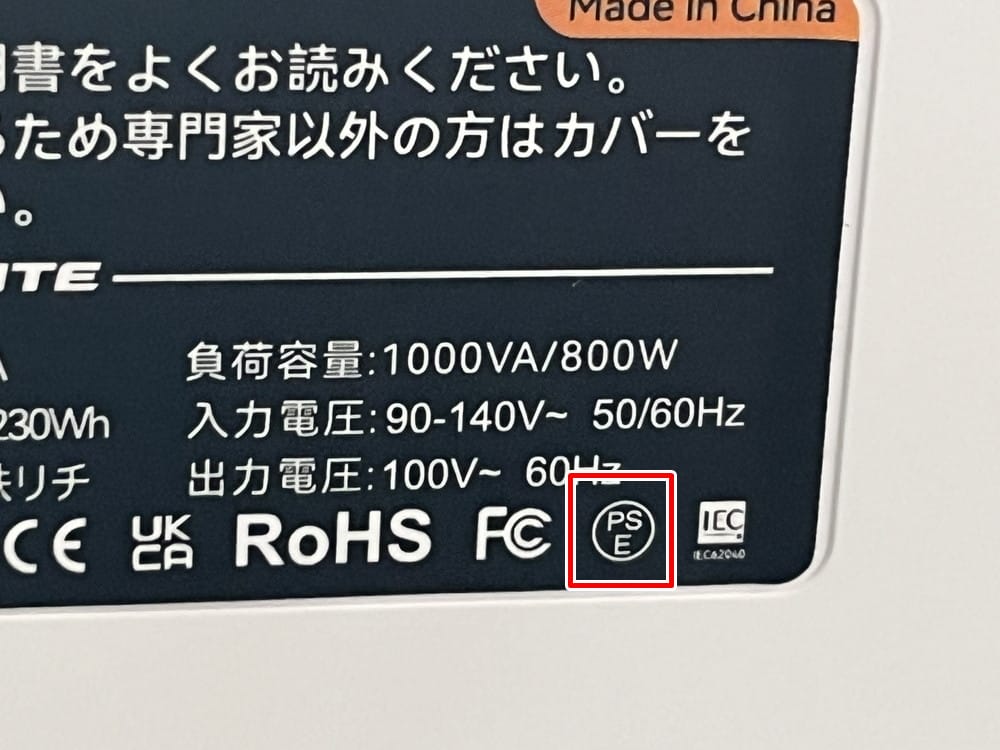 Made in China
書をよくお読みください。
ため専門家以外の方はカバーを
い。
ITE
負荷容量:1000VA/800W
230Wh 入力電圧:90-140V~ 50/60Hz
鉄リチ 出力電圧:100V~ 60Hz
CE UK CA RoHS FC PS E IEC
IEC62040